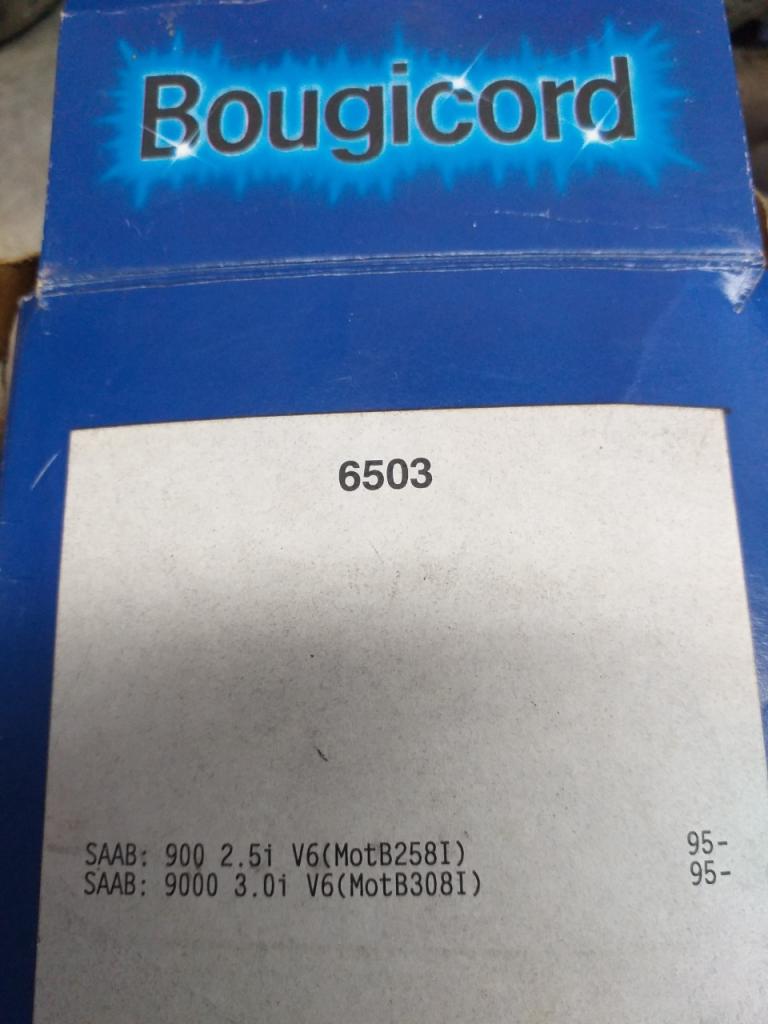 Bougicord
6503
SAAB: 900 2.5i V6(MotB258I) 95-
SAAB: 9000 3.0i V6(MotB308I) 95-